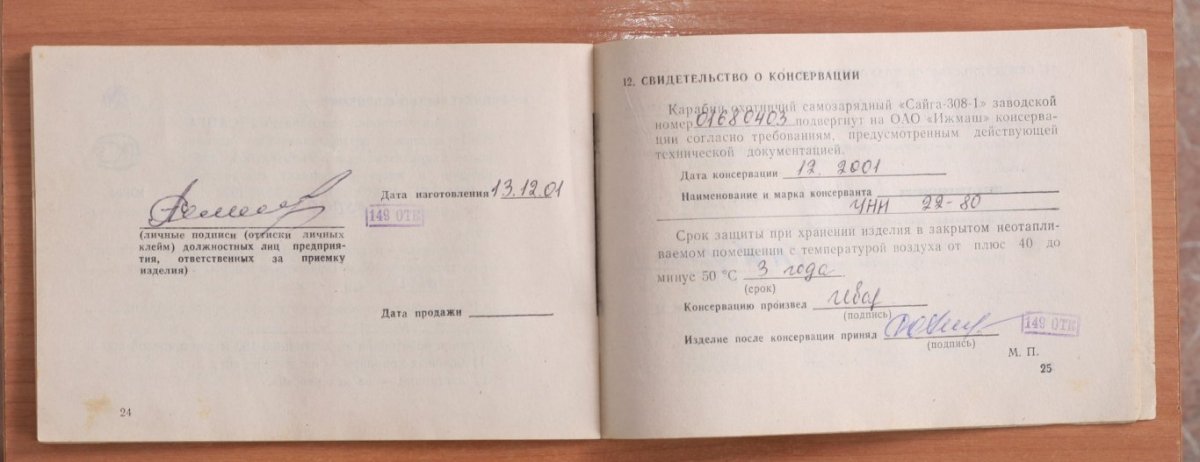 Дата изготовления 13.12.01
149 ОТК
(личные подписи (оттиски личных
клейм) должностных лиц предприя-
тия, ответственных за приемку
изделия)
Дата продажи
24
12. СВИДЕТЕЛЬСТВО О КОНСЕРВАЦИИ
Карабин охотничий самозарядный «Сайга-308-1» заводской
номер 01680403 подвергнут на ОАО «Ижмаш» консерва-
ции согласно требованиям, предусмотренным действующей
технической документацией.
Дата консервации 12. 2001
Наименование и марка консерванта
УНИ 22-80
Срок защиты при хранении изделия в закрытом неотапли-
ваемом помещении с температурой воздуха от плюс 40 до
минус 50 °С 3 года
(срок)
Консервацию произвел
(подпись)
Изделие после консервации принял 149 ОТК
(подпись)
М. П.
25